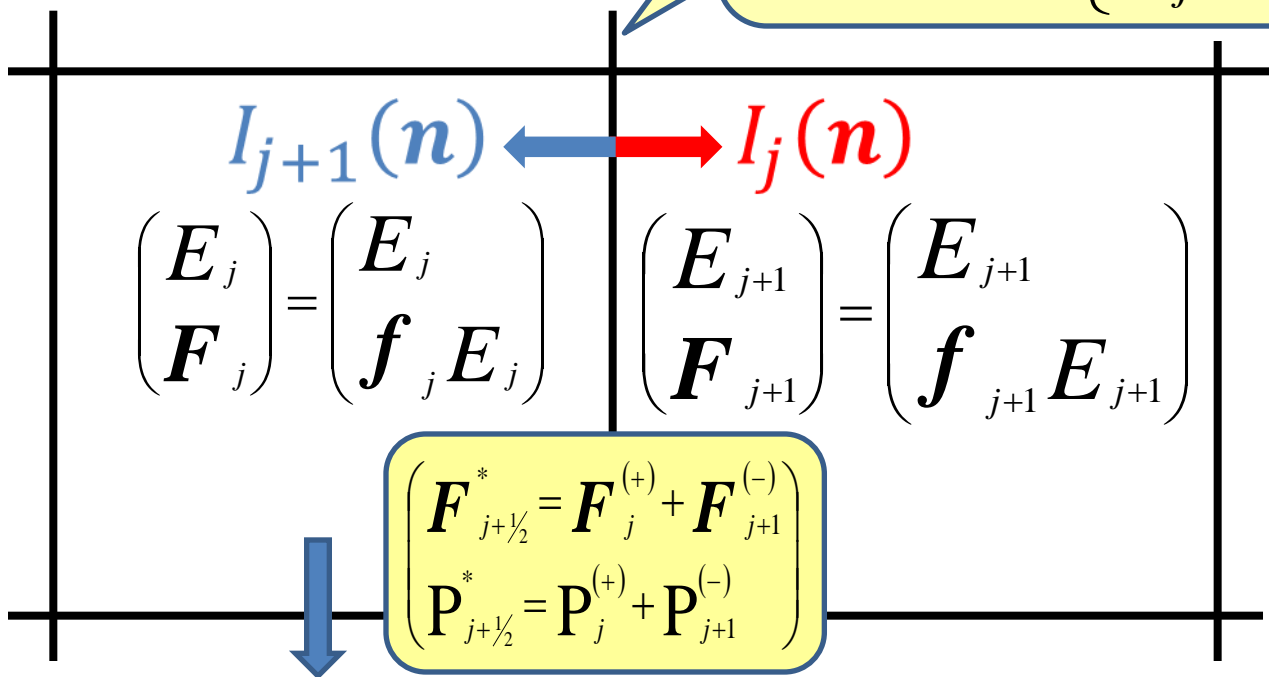 ( j
I_{j+1}(n) I_j(n)
(E_j F_j) = (E_j f_j E_j) (E_{j+1} F_{j+1}) = (E_{j+1} f_{j+1} E_{j+1})
F^*_{j+½} = F_j^{(+)} + F_{j+1}^{(-)}
P^*_{j+½} = P_j^{(+)} + P_{j+1}^{(-)}